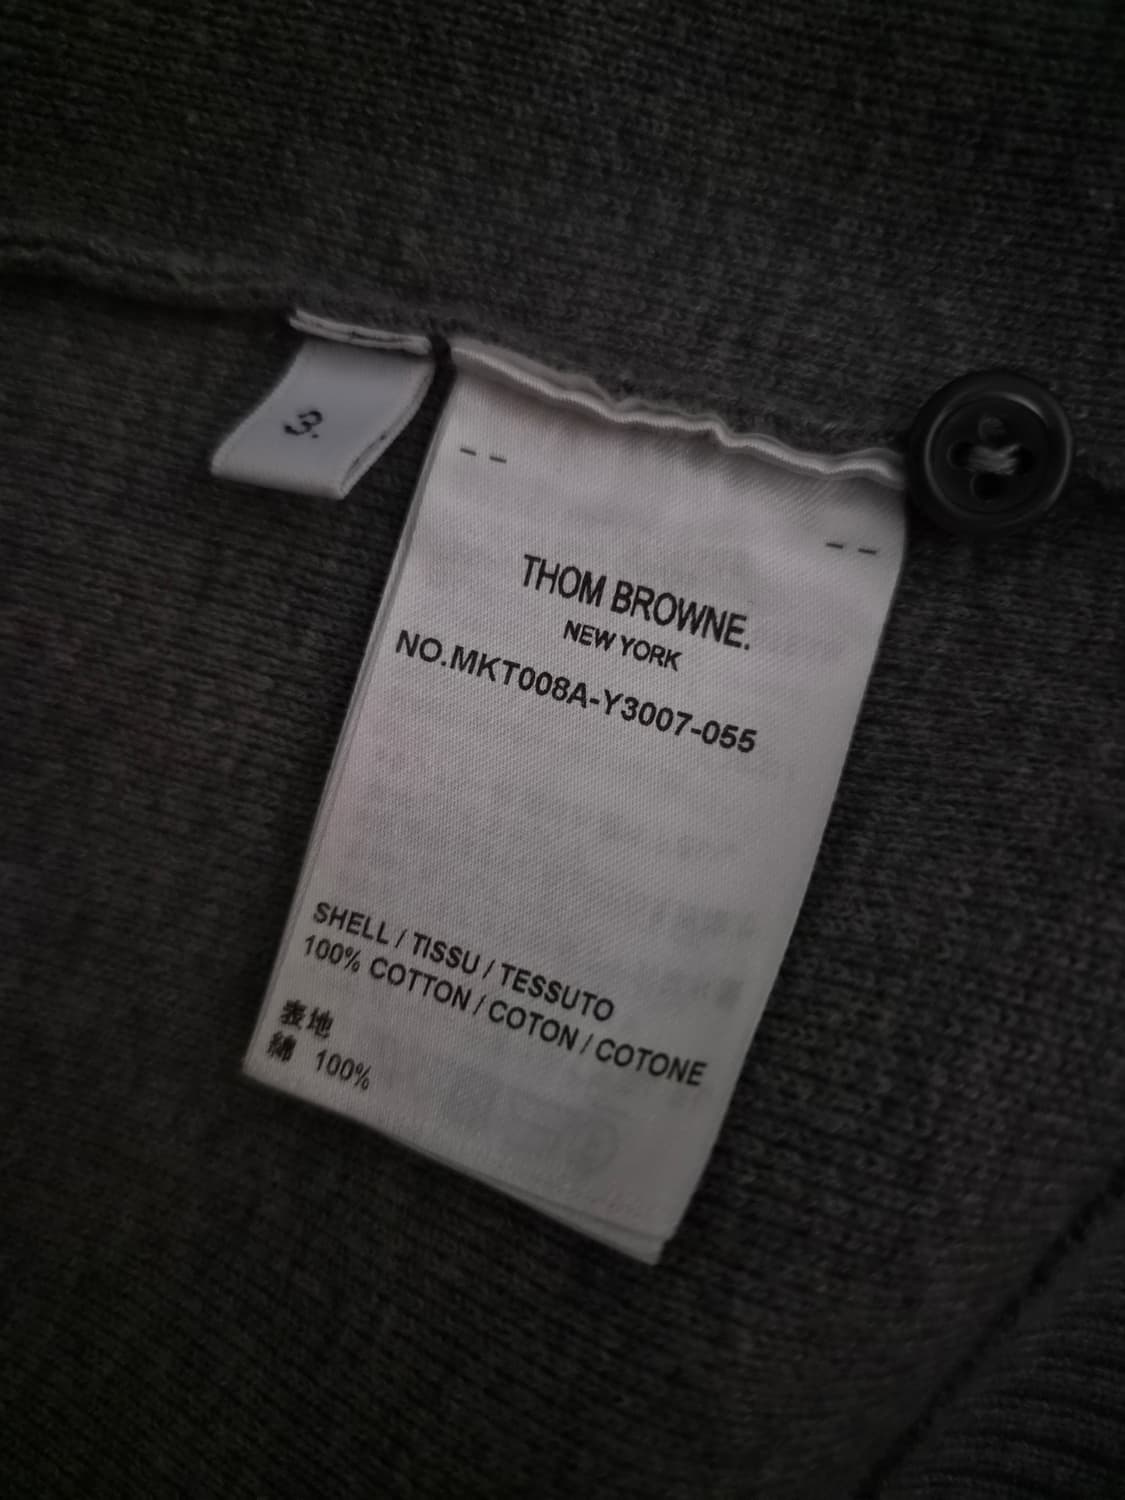 3.
THOM BROWNE.
NEW YORK
NO.MKT008A-Y3007-055
SHELL / TISSU / TESSUTO
100% COTTON / COTON / COTONE
表地
綿 100%